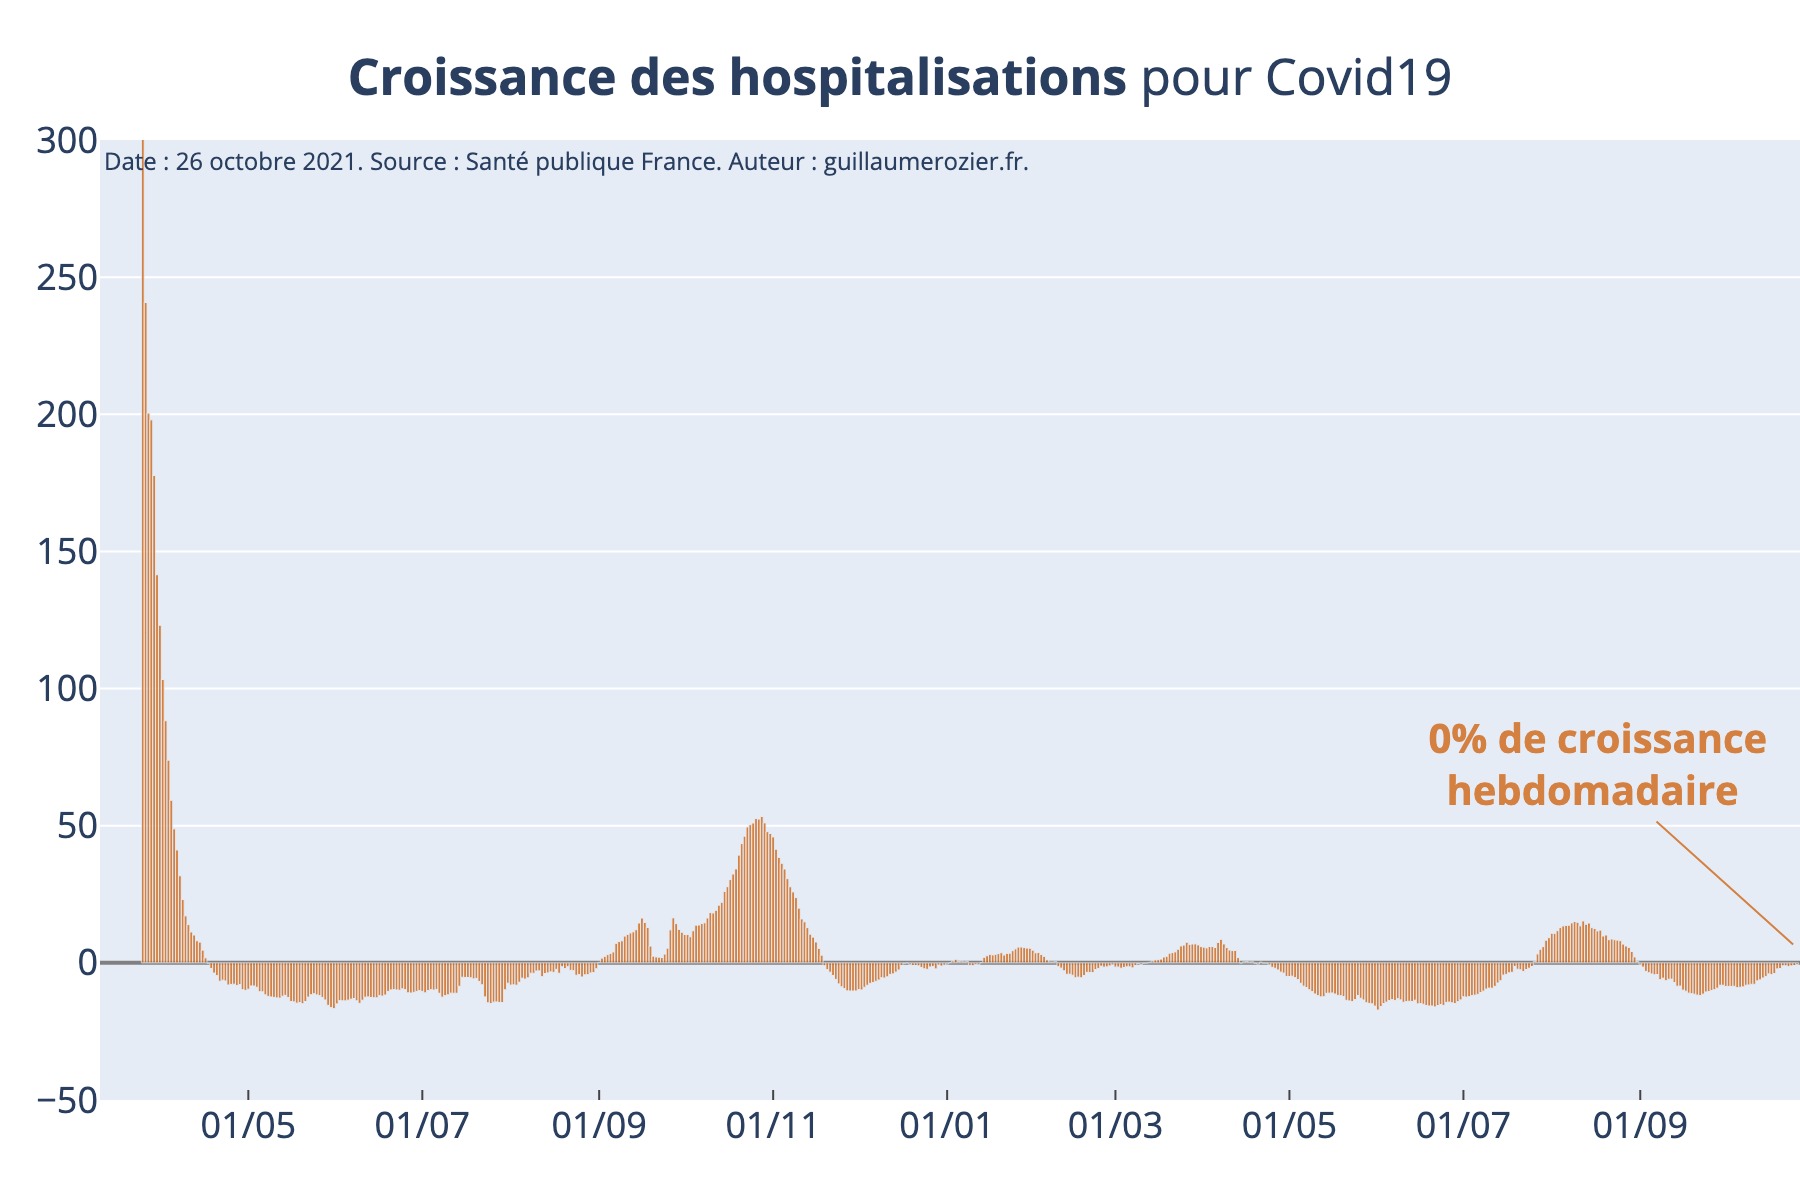 Croissance des hospitalisations pour Covid19
300
Date : 26 octobre 2021. Source : Santé publique France. Auteur : guillaumerozier.fr.
250
200
150
100
0% de croissance
hebdomadaire
50
0
−50
01/05 01/07 01/09 01/11 01/01 01/03 01/05 01/07 01/09